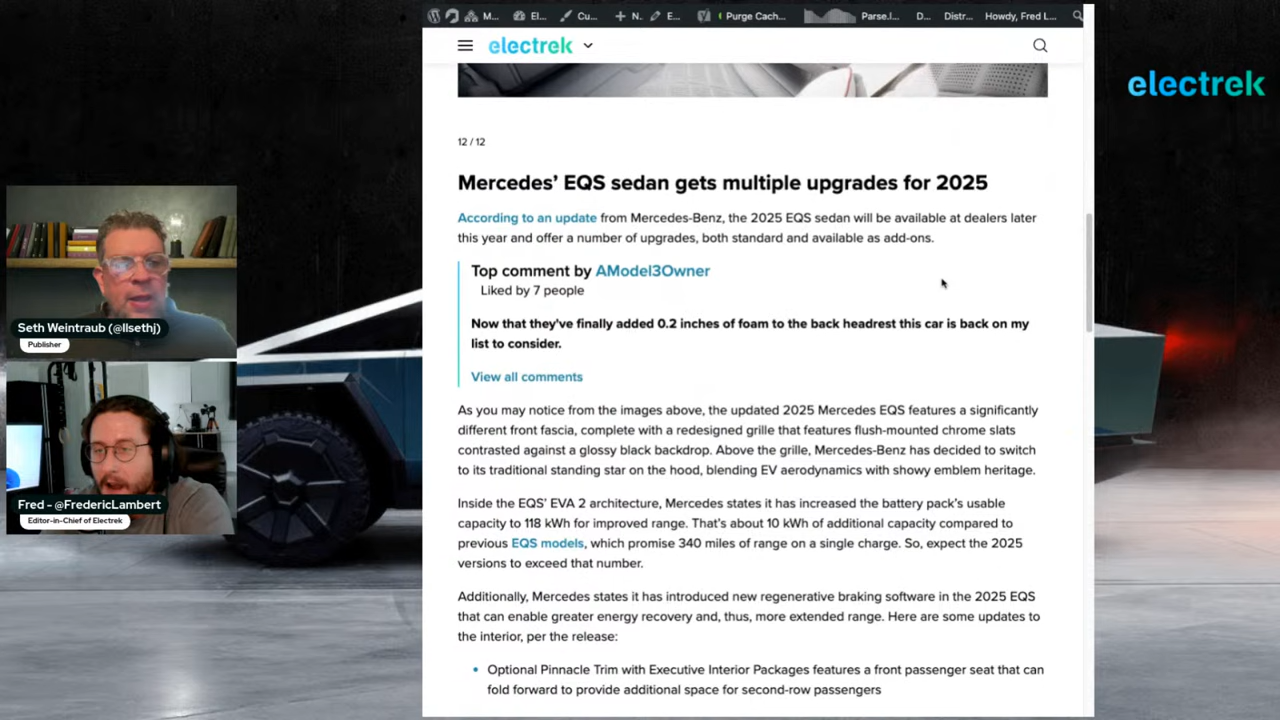 M...
El...
Cu...
N.
E...
Purge Cach...
Parse.l...
D...
Distr...
Howdy, Fred L...
electrek
electrek
12 / 12
Mercedes’ EQS sedan gets multiple upgrades for 2025
According to an update from Mercedes-Benz, the 2025 EQS sedan will be available at dealers later
this year and offer a number of upgrades, both standard and available as add-ons.
Top comment by AModel3Owner
Liked by 7 people
Now that they've finally added 0.2 inches of foam to the back headrest this car is back on my
list to consider.
View all comments
As you may notice from the images above, the updated 2025 Mercedes EQS features a significantly
different front fascia, complete with a redesigned grille that features flush-mounted chrome slats
contrasted against a glossy black backdrop. Above the grille, Mercedes-Benz has decided to switch
to its traditional standing star on the hood, blending EV aerodynamics with showy emblem heritage.
Inside the EQS’ EVA 2 architecture, Mercedes states it has increased the battery pack’s usable
capacity to 118 kWh for improved range. That’s about 10 kWh of additional capacity compared to
previous EQS models, which promise 340 miles of range on a single charge. So, expect the 2025
versions to exceed that number.
Additionally, Mercedes states it has introduced new regenerative braking software in the 2025 EQS
that can enable greater energy recovery and, thus, more extended range. Here are some updates to
the interior, per the release:
• Optional Pinnacle Trim with Executive Interior Packages features a front passenger seat that can
fold forward to provide additional space for second-row passengers
Seth Weintraub (@llsethj)
Publisher
Fred - @FredericLambert
Editor-in-Chief of Electrek